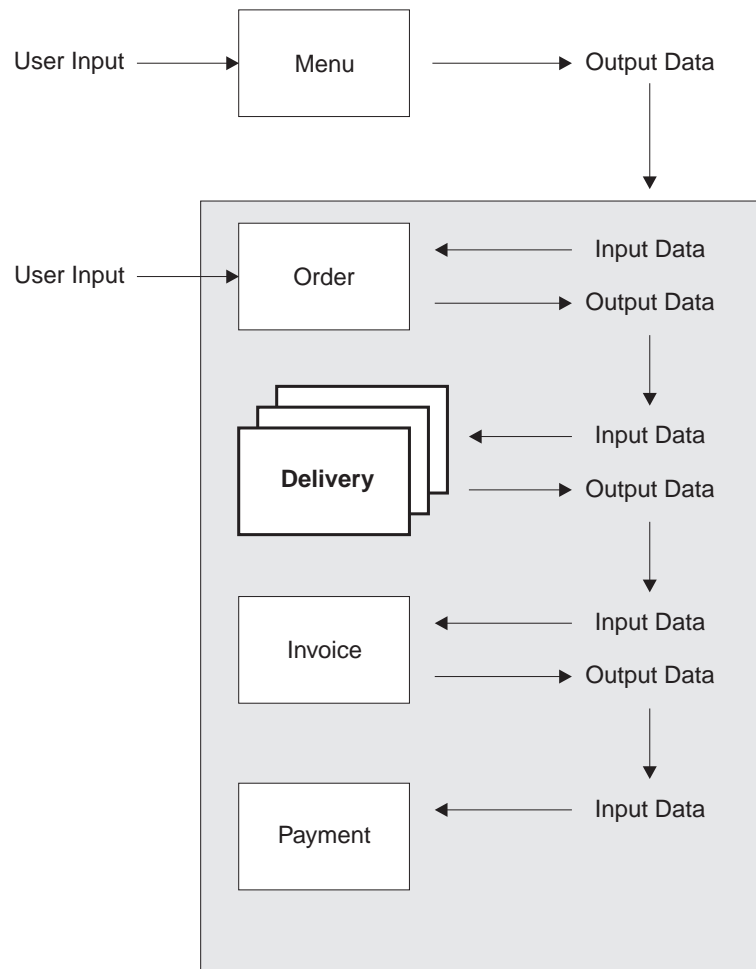 User Input
Menu
Output Data
Input Data
User Input
Order
Output Data
Input Data
Delivery
Output Data
Input Data
Invoice
Output Data
Input Data
Payment